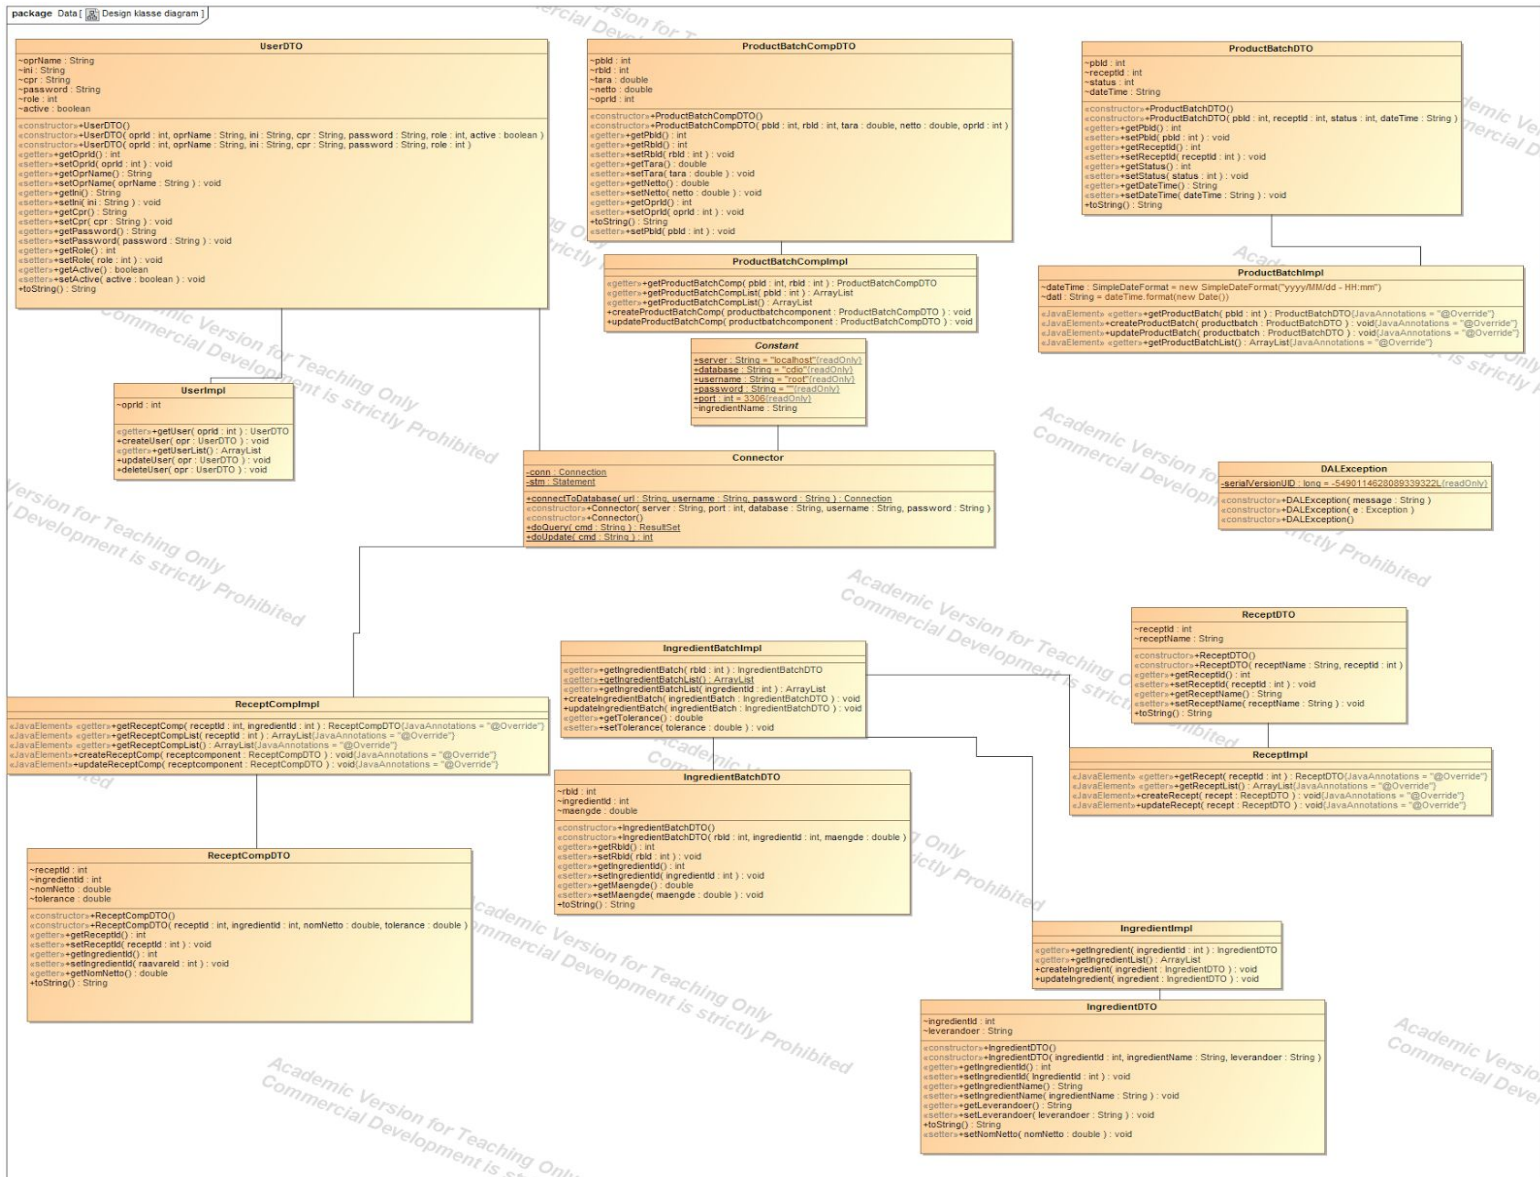 package Data [ Design klasse diagram ]
UserDTO
~oprName : String
~ini : String
~cpr : String
~password : String
~role : int
~active : boolean
«constructor»+UserDTO()
«constructor»+UserDTO( oprId : int, oprName : String, ini : String, cpr : String, password : String, role : int, active : boolean )
«constructor»+UserDTO( oprId : int, oprName : String, ini : String, cpr : String, password : String, role : int )
«getter»+getOprId() : int
«setter»+setOprId( oprId : int ) : void
«getter»+getOprName() : String
«setter»+setOprName( oprName : String ) : void
«getter»+getIni() : String
«setter»+setIni( ini : String ) : void
«getter»+getCpr() : String
«setter»+setCpr( cpr : String ) : void
«getter»+getPassword() : String
«setter»+setPassword( password : String ) : void
«getter»+getRole() : int
«setter»+setRole( role : int ) : void
«getter»+getActive() : boolean
«setter»+setActive( active : boolean ) : void
+toString() : String
ProductBatchCompDTO
~pbId : int
~rbId : int
~tara : double
~netto : double
~oprId : int
«constructor»+ProductBatchCompDTO()
«constructor»+ProductBatchCompDTO( pbId : int, rbId : int, tara : double, netto : double, oprId : int )
«getter»+getPbId() : int
«getter»+getRbId() : int
«setter»+setRbId( rbId : int ) : void
«getter»+getTara() : double
«setter»+setTara( tara : double ) : void
«getter»+getNetto() : double
«setter»+setNetto( netto : double ) : void
«getter»+getOprId() : int
«setter»+setOprId( oprId : int ) : void
+toString() : String
«setter»+setPbId( pbId : int ) : void
ProductBatchDTO
~pbId : int
~receptId : int
~status : int
~dateTime : String
«constructor»+ProductBatchDTO()
«constructor»+ProductBatchDTO( pbId : int, receptId : int, status : int, dateTime : String )
«getter»+getPbId() : int
«setter»+setPbId( pbId : int ) : void
«getter»+getReceptId() : int
«setter»+setReceptId( receptId : int ) : void
«getter»+getStatus() : int
«setter»+setStatus( status : int ) : void
«getter»+getDateTime() : String
«setter»+setDateTime( dateTime : String ) : void
+toString() : String
ProductBatchCompImpl
«getter»+getProductBatchComp( pbId : int, rbId : int ) : ProductBatchCompDTO
«getter»+getProductBatchCompList( pbId : int ) : ArrayList
«getter»+getProductBatchCompList() : ArrayList
+createProductBatchComp( productbatchcomponent : ProductBatchCompDTO ) : void
+updateProductBatchComp( productbatchcomponent : ProductBatchCompDTO ) : void
ProductBatchImpl
~dateTime : SimpleDateFormat = new SimpleDateFormat("yyyy/MM/dd - HH:mm")
~datI : String = dateTime.format(new Date())
«JavaElement» «getter»+getProductBatch( pbId : int ) : ProductBatchDTO{JavaAnnotations = "@Override"}
«JavaElement»+createProductBatch( productbatch : ProductBatchDTO ) : void{JavaAnnotations = "@Override"}
«JavaElement»+updateProductBatch( productbatch : ProductBatchDTO ) : void{JavaAnnotations = "@Override"}
«JavaElement» «getter»+getProductBatchList() : ArrayList{JavaAnnotations = "@Override"}
Constant
+server : String = "localhost"{readOnly}
+database : String = "cdio"{readOnly}
+username : String = "root"{readOnly}
+password : String = ""{readOnly}
+port : int = 3306{readOnly}
~ingredientName : String
UserImpl
~oprId : int
«getter»+getUser( oprId : int ) : UserDTO
+createUser( opr : UserDTO ) : void
«getter»+getUserList() : ArrayList
+updateUser( opr : UserDTO ) : void
+deleteUser( opr : UserDTO ) : void
Connector
-conn : Connection
-stm : Statement
+connectToDatabase( url : String, username : String, password : String ) : Connection
«constructor»+Connector( server : String, port : int, database : String, username : String, password : String )
«constructor»+Connector()
+doQuery( cmd : String ) : ResultSet
+doUpdate( cmd : String ) : int
DALException
-serialVersionUID : long = -5490114628089339322L{readOnly}
«constructor»+DALException( message : String )
«constructor»+DALException( e : Exception )
«constructor»+DALException()
ReceptDTO
~receptId : int
~receptName : String
«constructor»+ReceptDTO()
«constructor»+ReceptDTO( receptName : String, receptId : int )
«getter»+getReceptId() : int
«setter»+setReceptId( receptId : int ) : void
«getter»+getReceptName() : String
«setter»+setReceptName( receptName : String ) : void
+toString() : String
IngredientBatchImpl
«getter»+getIngredientBatch( rbId : int ) : IngredientBatchDTO
«getter»+getIngredientBatchList() : ArrayList
«getter»+getIngredientBatchList( ingredientId : int ) : ArrayList
+createIngredientBatch( ingredientBatch : IngredientBatchDTO ) : void
+updateIngredientBatch( ingredientBatch : IngredientBatchDTO ) : void
«getter»+getTolerance() : double
«setter»+setTolerance( tolerance : double ) : void
ReceptCompImpl
«JavaElement» «getter»+getReceptComp( receptId : int, ingredientId : int ) : ReceptCompDTO{JavaAnnotations = "@Override"}
«JavaElement» «getter»+getReceptCompList( receptId : int ) : ArrayList{JavaAnnotations = "@Override"}
«JavaElement» «getter»+getReceptCompList() : ArrayList{JavaAnnotations = "@Override"}
«JavaElement»+createReceptComp( receptcomponent : ReceptCompDTO ) : void{JavaAnnotations = "@Override"}
«JavaElement»+updateReceptComp( receptcomponent : ReceptCompDTO ) : void{JavaAnnotations = "@Override"}
ReceptImpl
«JavaElement» «getter»+getRecept( receptId : int ) : ReceptDTO{JavaAnnotations = "@Override"}
«JavaElement» «getter»+getReceptList() : ArrayList{JavaAnnotations = "@Override"}
«JavaElement»+createRecept( recept : ReceptDTO ) : void{JavaAnnotations = "@Override"}
«JavaElement»+updateRecept( recept : ReceptDTO ) : void{JavaAnnotations = "@Override"}
IngredientBatchDTO
~rbId : int
~ingredientId : int
~maengde : double
«constructor»+IngredientBatchDTO()
«constructor»+IngredientBatchDTO( rbId : int, ingredientId : int, maengde : double )
«getter»+getRbId() : int
«setter»+setRbId( rbId : int ) : void
«getter»+getIngredientId() : int
«setter»+setIngredientId( ingredientId : int ) : void
«getter»+getMaengde() : double
«setter»+setMaengde( maengde : double ) : void
+toString() : String
ReceptCompDTO
~receptId : int
~ingredientId : int
~nomNetto : double
~tolerance : double
«constructor»+ReceptCompDTO()
«constructor»+ReceptCompDTO( receptId : int, ingredientId : int, nomNetto : double, tolerance : double )
«getter»+getReceptId() : int
«setter»+setReceptId( receptId : int ) : void
«getter»+getIngredientId() : int
«setter»+setIngredientId( raavareId : int ) : void
«getter»+getNomNetto() : double
+toString() : String
IngredientImpl
«getter»+getIngredient( ingredientId : int ) : IngredientDTO
«getter»+getIngredientList() : ArrayList
+createIngredient( ingredient : IngredientDTO ) : void
+updateIngredient( ingredient : IngredientDTO ) : void
IngredientDTO
~ingredientId : int
~leverandoer : String
«constructor»+IngredientDTO()
«constructor»+IngredientDTO( ingredientId : int, ingredientName : String, leverandoer : String )
«getter»+getIngredientId() : int
«setter»+setIngredientId( ingredientId : int ) : void
«getter»+getIngredientName() : String
«setter»+setIngredientName( ingredientName : String ) : void
«getter»+getLeverandoer() : String
«setter»+setLeverandoer( leverandoer : String ) : void
+toString() : String
«setter»+setNomNetto( nomNetto : double ) : void
Academic Version for Teaching Only
Commercial Development is strictly Prohibited